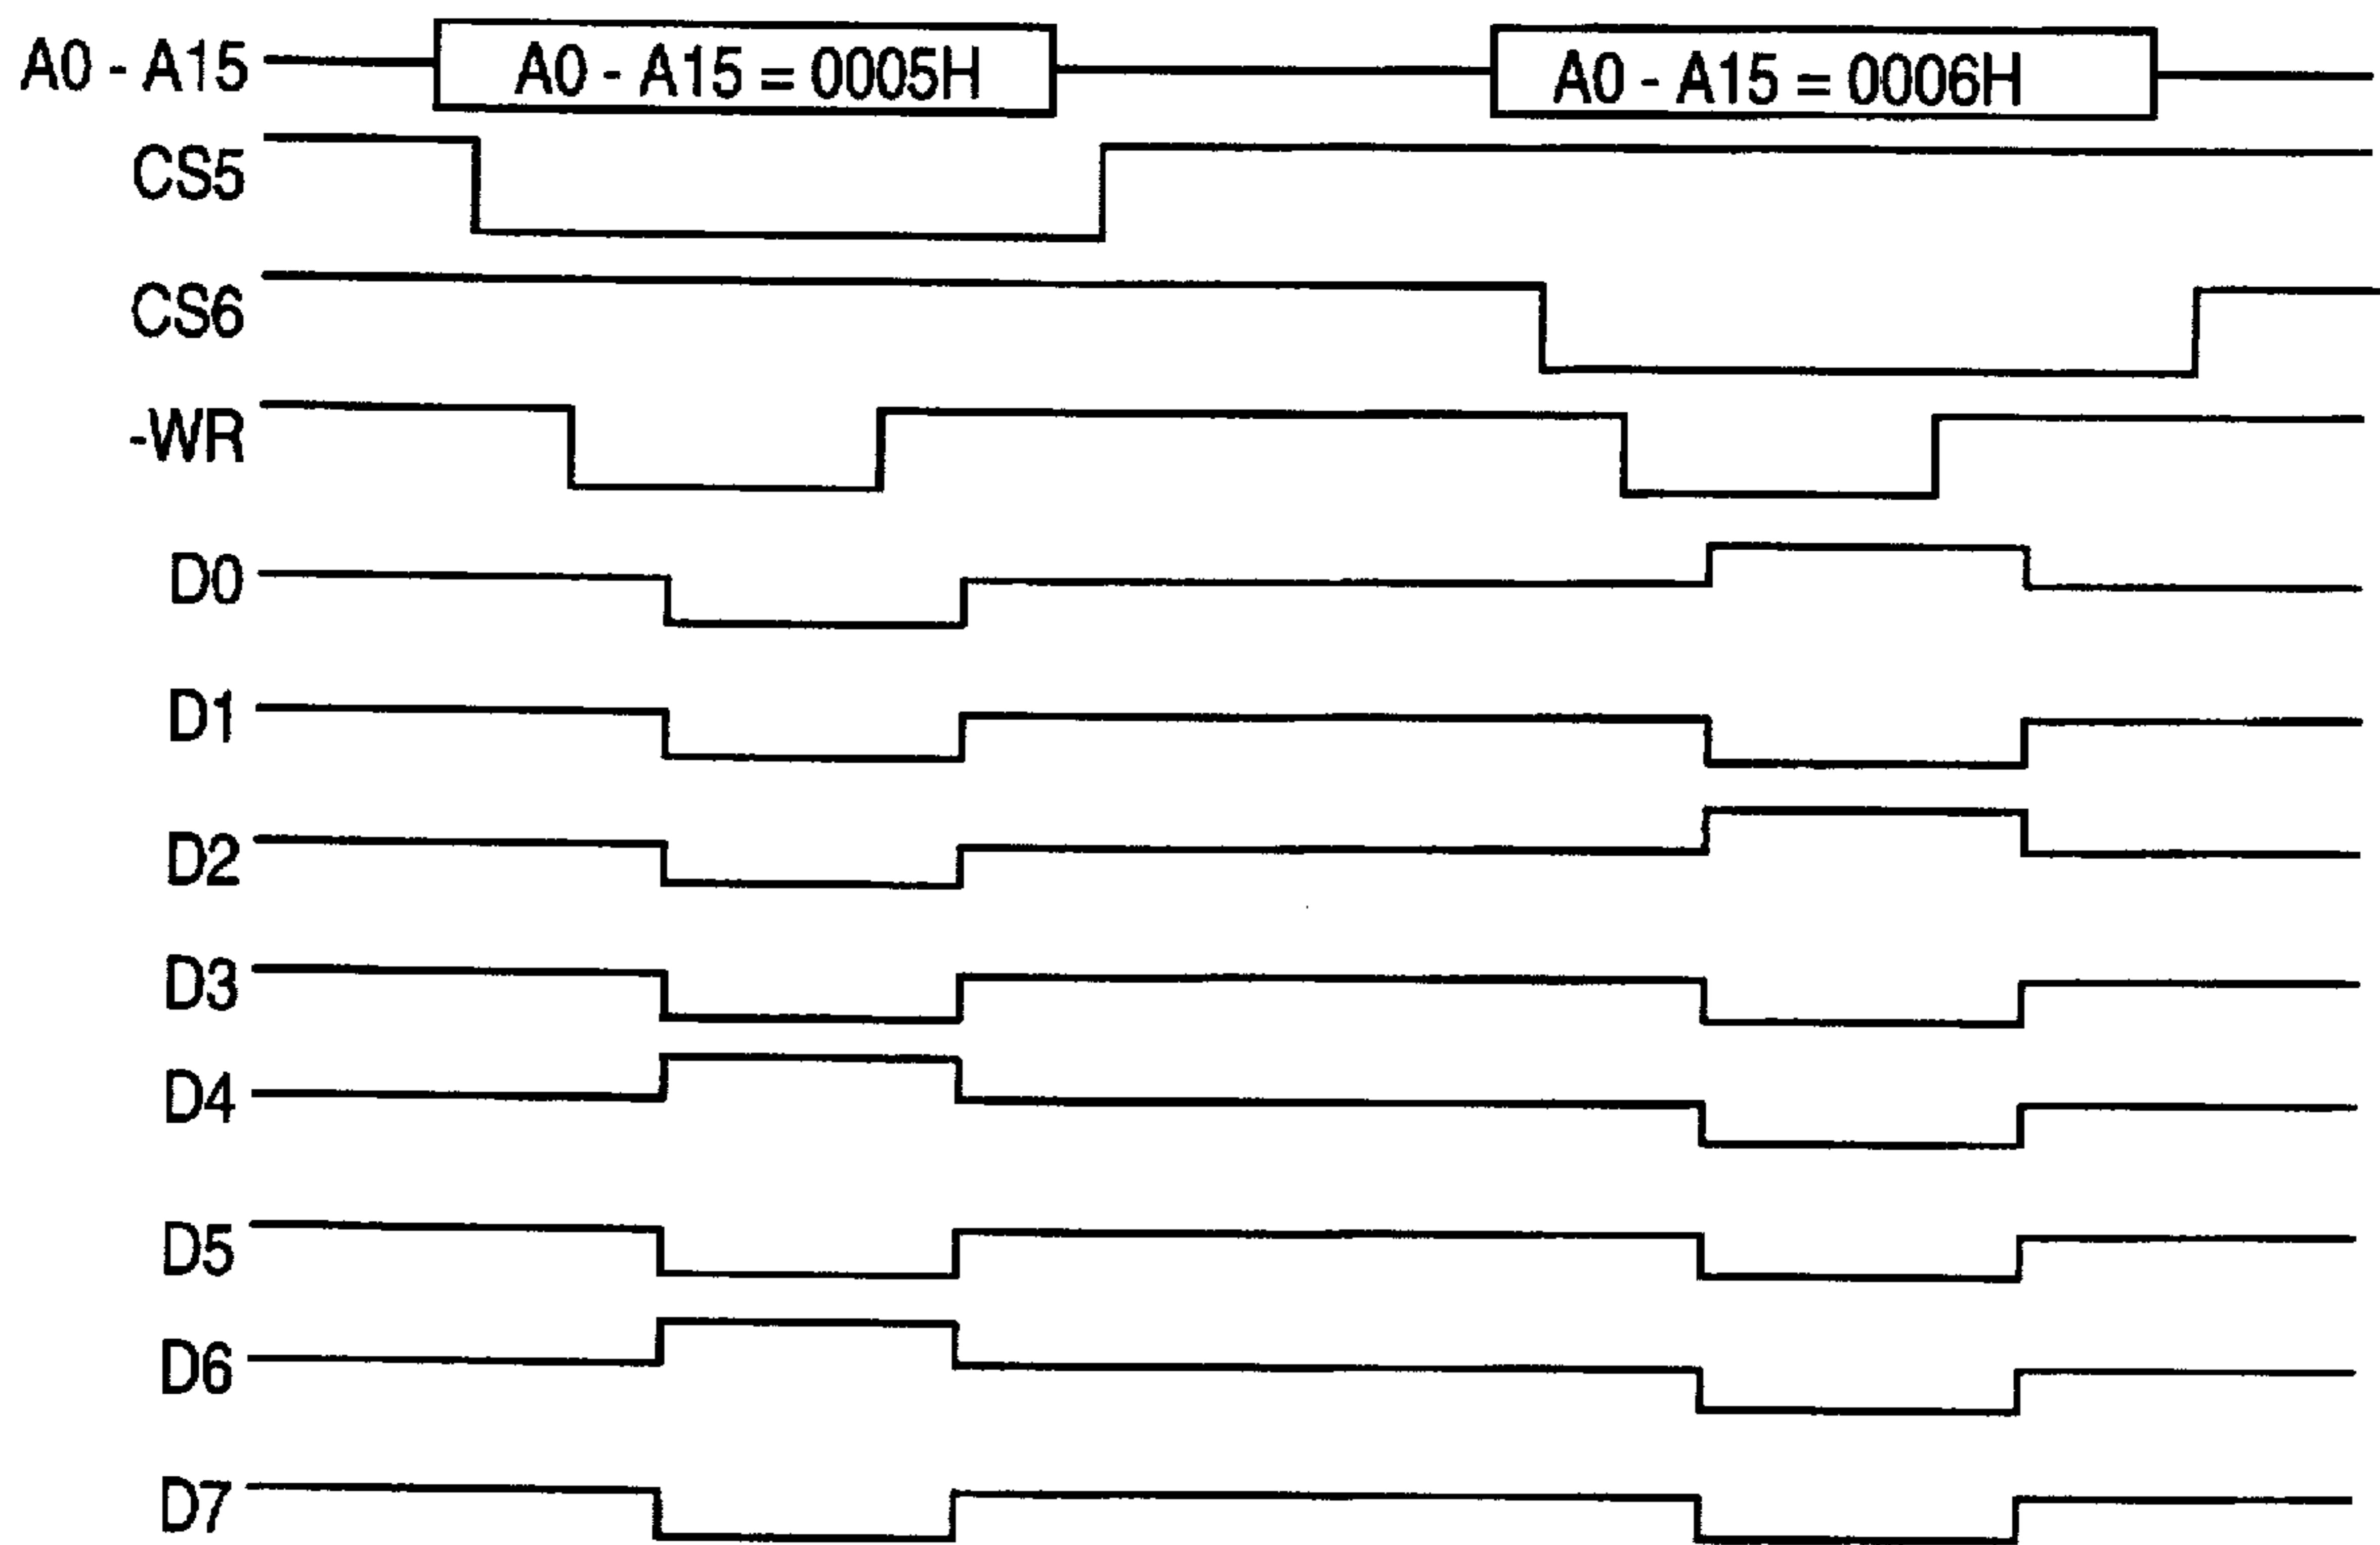 A0 - A15 A0 - A15 = 0005H A0 - A15 = 0006H
CS5
CS6
-WR
D0
D1
D2
D3
D4
D5
D6
D7